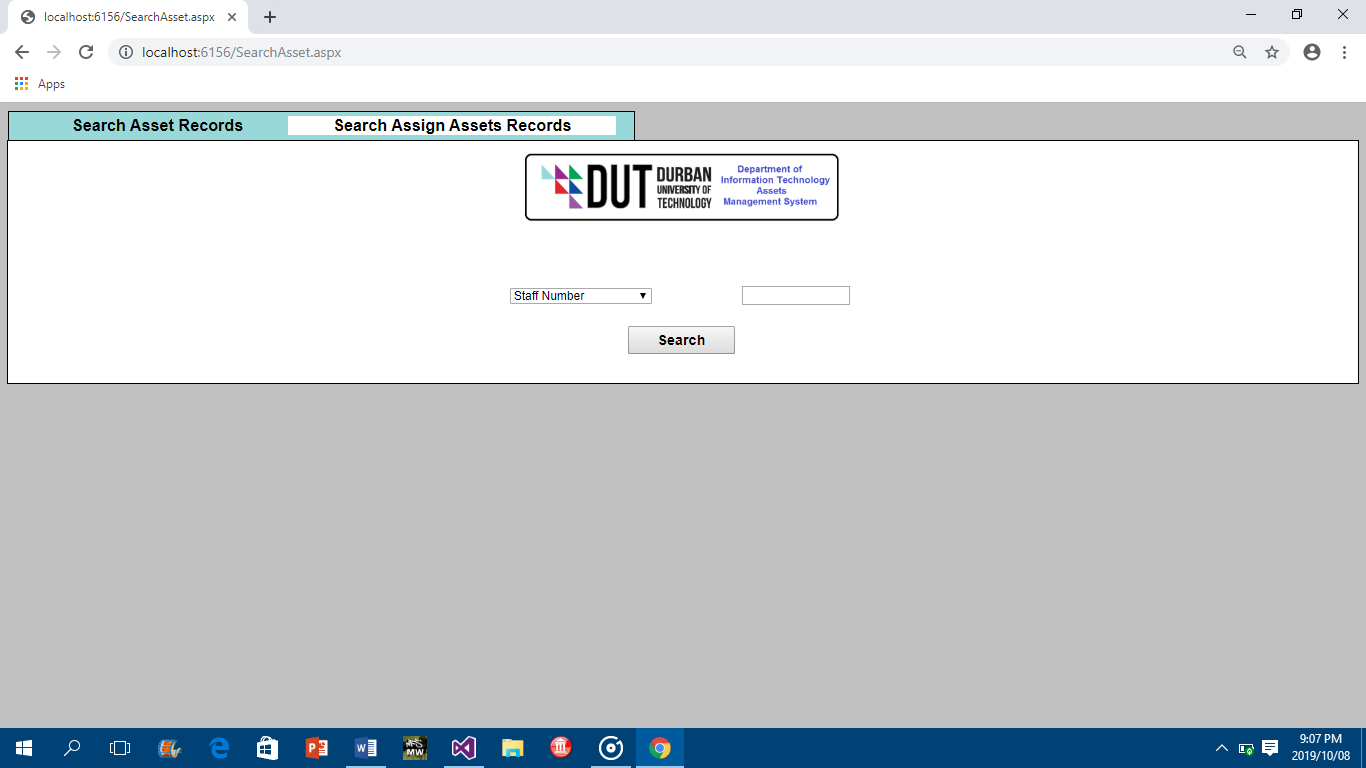 localhost:6156/SearchAsset.aspx
localhost:6156/SearchAsset.aspx
Apps
Search Asset Records
Search Assign Assets Records
DUT
DURBAN
UNIVERSITY OF
TECHNOLOGY
Department of
Information Technology
Assets
Management System
Staff Number
Search
MW
9:07 PM
2019/10/08